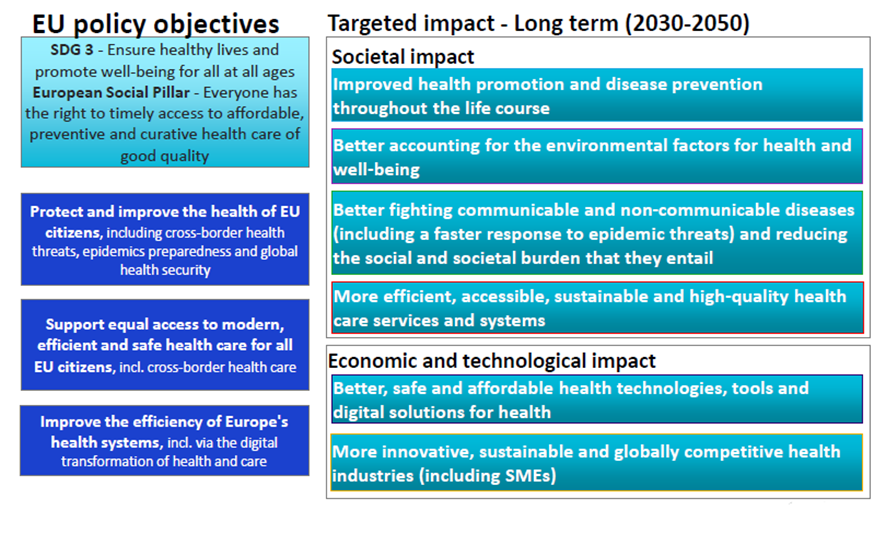 EU policy objectives
SDG 3 - Ensure healthy lives and
promote well-being for all at all ages
European Social Pillar - Everyone has
the right to timely access to affordable,
preventive and curative health care of
good quality
Protect and improve the health of EU
citizens, including cross-border health
threats, epidemics preparedness and global
health security
Support equal access to modern,
efficient and safe health care for all
EU citizens, incl. cross-border health care
Improve the efficiency of Europe's
health systems, incl. via the digital
transformation of health and care
Targeted impact - Long term (2030-2050)
Societal impact
Improved health promotion and disease prevention
throughout the life course
Better accounting for the environmental factors for health and
well-being
Better fighting communicable and non-communicable diseases
(including a faster response to epidemic threats) and reducing
the social and societal burden that they entail
More efficient, accessible, sustainable and high-quality health
care services and systems
Economic and technological impact
Better, safe and affordable health technologies, tools and
digital solutions for health
More innovative, sustainable and globally competitive health
industries (including SMEs)